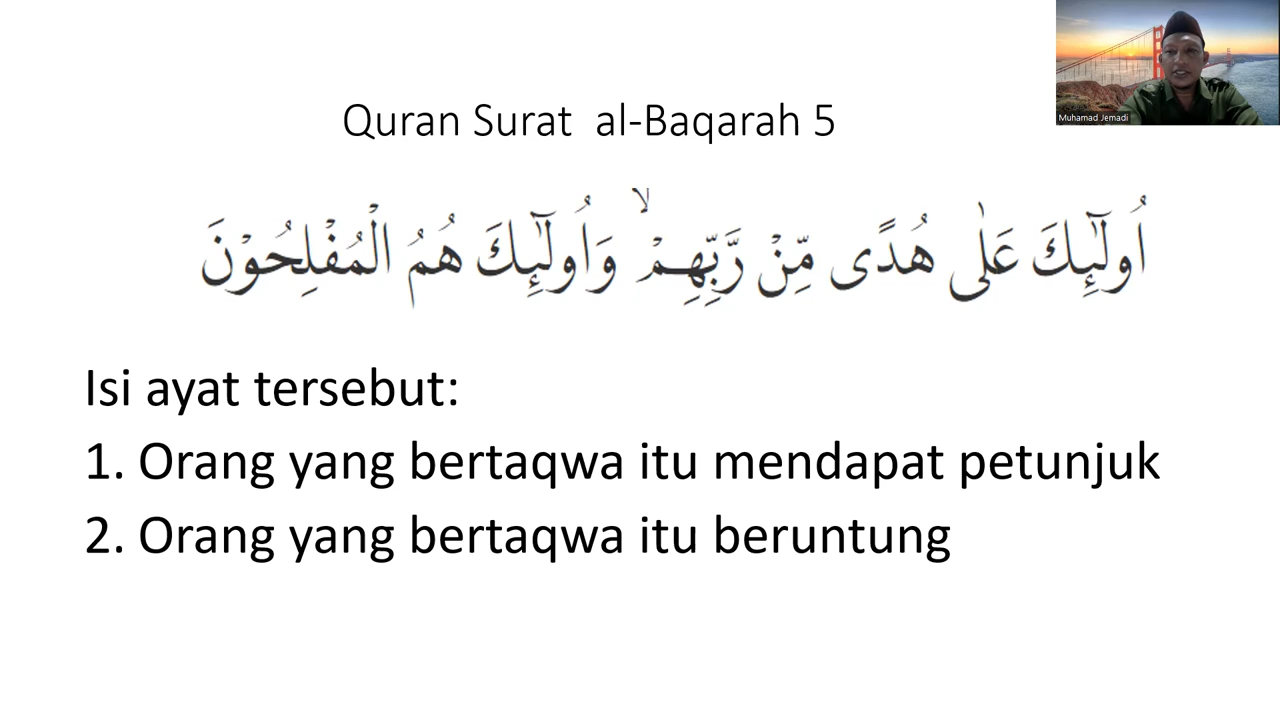 Quran Surat al-Baqarah 5
Muhamad Jemadi
اُولٰۤىِٕكَ عَلٰى هُدًى مِّنْ رَّبِّهِمْ ۙ وَاُولٰۤىِٕكَ هُمُ الْمُفْلِحُوْنَ
Isi ayat tersebut:
1. Orang yang bertaqwa itu mendapat petunjuk
2. Orang yang bertaqwa itu beruntung